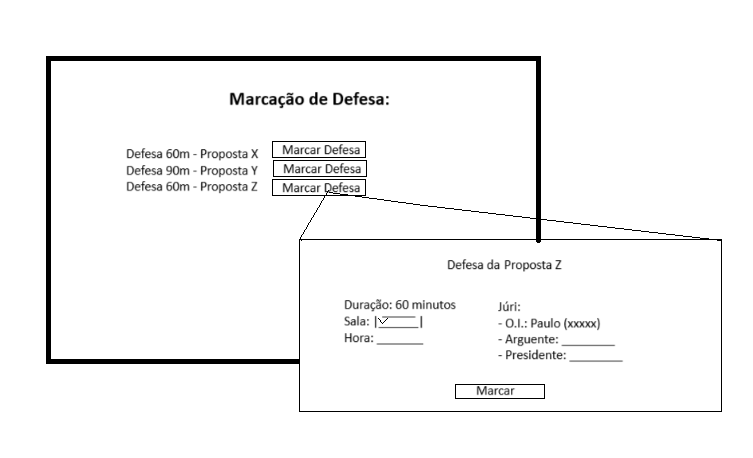 Marcação de Defesa:
Defesa 60m - Proposta X Marcar Defesa
Defesa 90m - Proposta Y Marcar Defesa
Defesa 60m - Proposta Z Marcar Defesa
Defesa da Proposta Z
Duração: 60 minutos
Sala: |______|
Hora: _______
Júri:
- O.I.: Paulo (xxxxx)
- Arguente: ________
- Presidente: ________
Marcar